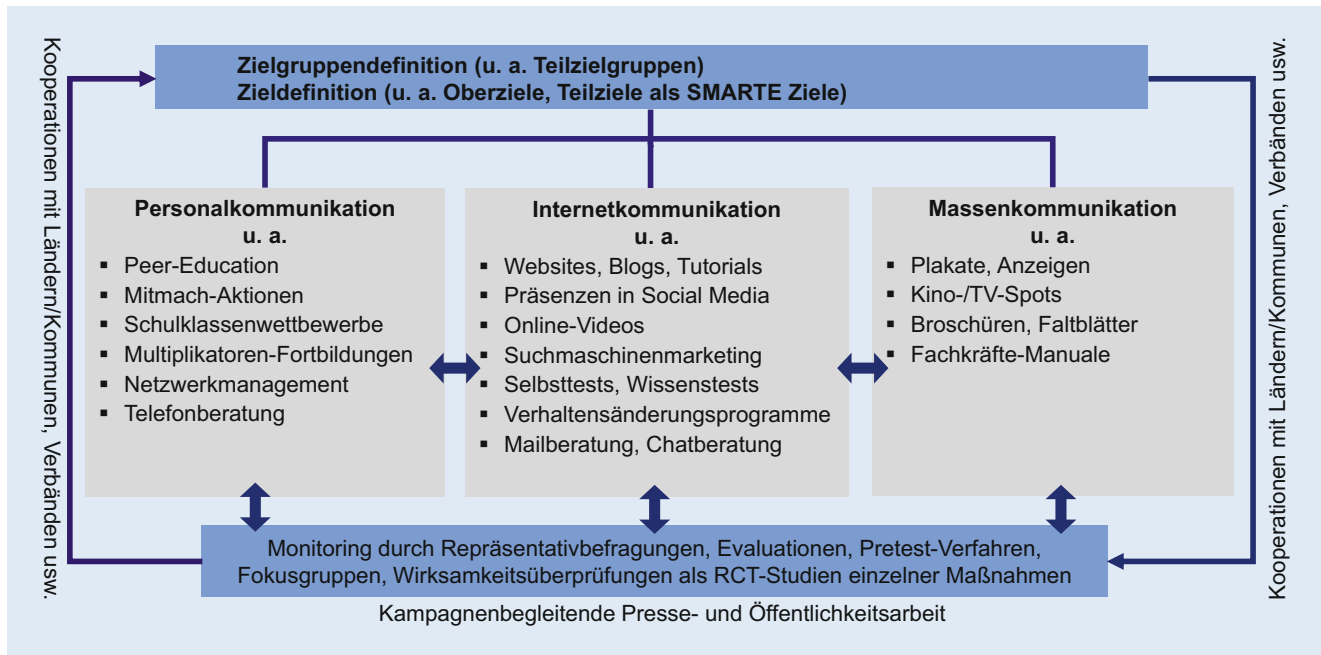 Kooperationen mit Ländern/Kommunen, Verbänden usw.
Zielgruppendefinition (u. a. Teilzielgruppen)
Zieldefinition (u. a. Oberziele, Teilziele als SMARTE Ziele)
Personalkommunikation
u. a.
▪ Peer-Education
▪ Mitmach-Aktionen
▪ Schulklassenwettbewerbe
▪ Multiplikatoren-Fortbildungen
▪ Netzwerkmanagement
▪ Telefonberatung
Internetkommunikation
u. a.
▪ Websites, Blogs, Tutorials
▪ Präsenzen in Social Media
▪ Online-Videos
▪ Suchmaschinenmarketing
▪ Selbsttests, Wissenstests
▪ Verhaltensänderungsprogramme
▪ Mailberatung, Chatberatung
Massenkommunikation
u. a.
▪ Plakate, Anzeigen
▪ Kino-/TV-Spots
▪ Broschüren, Faltblätter
▪ Fachkräfte-Manuale
Monitoring durch Repräsentativbefragungen, Evaluationen, Pretest-Verfahren,
Fokusgruppen, Wirksamkeitsüberprüfungen als RCT-Studien einzelner Maßnahmen
Kampagnenbegleitende Presse- und Öffentlichkeitsarbeit
Kooperationen mit Ländern/Kommunen, Verbänden usw.